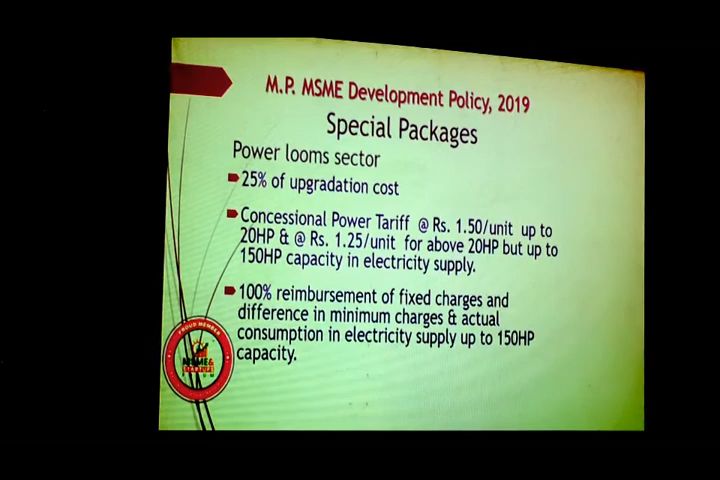 M.P. MSME Development Policy, 2019
Special Packages
Power looms sector
25% of upgradation cost
Concessional Power Tariff @ Rs. 1.50/unit up to
20HP & @ Rs. 1.25/unit for above 20HP but up to
150HP capacity in electricity supply.
100% reimbursement of fixed charges and
difference in minimum charges & actual
consumption in electricity supply up to 150HP
capacity.
PROUD MEMBER
MSME&
STARTUPS